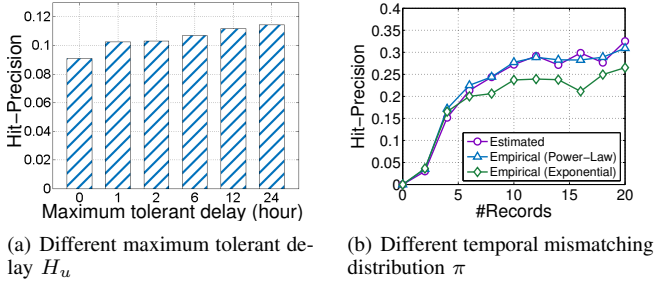 0.12
0.1
0.08
0.06
0.04
0.02
0
Hit-Precision
0 1 2 6 12 24
Maximum tolerant delay (hour)
(a) Different maximum tolerant de-
lay H_u
0.4
0.35
0.3
0.25
0.2
0.15
0.1
0.05
0
Hit-Precision
Estimated
Empirical (Power-Law)
Empirical (Exponential)
0 5 10 15 20
#Records
(b) Different temporal mismatching
distribution π